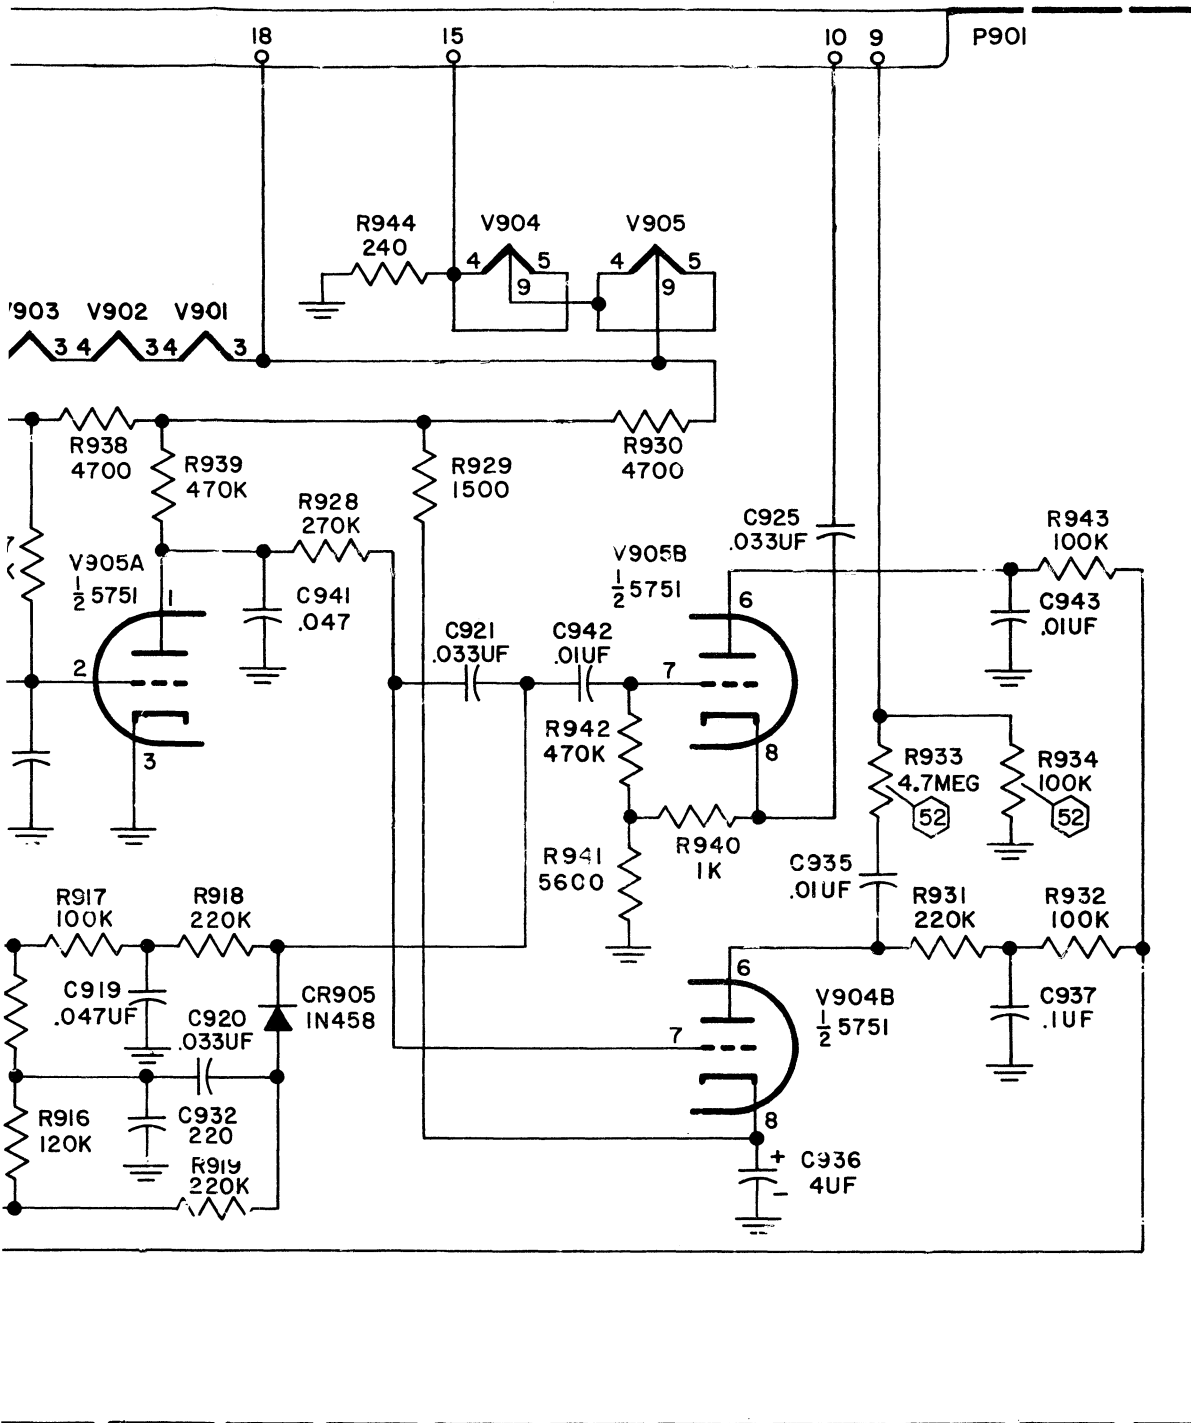 18
15
10
9
P901
R944
240
V904
V905
4
5
9
4
5
9
V902
V901
3 4
3 4
3
R938
4700
R939
470K
R928
270K
R929
1500
R930
4700
C925
.033UF
R943
100K
V905A
1/2 5751
1
2
3
C941
.047
C921
.033UF
C942
.01UF
V905B
1/2 5751
6
7
8
C943
.01UF
R942
470K
R933
4.7MEG
52
R934
100K
52
R941
5600
R940
1K
C935
.01UF
R931
220K
R932
100K
R917
100K
R918
220K
C919
.047UF
C920
.033UF
CR905
1N458
6
7
8
V904B
1/2 5751
C937
.1UF
R916
120K
C932
220
R919
220K
+
C936
4UF
–